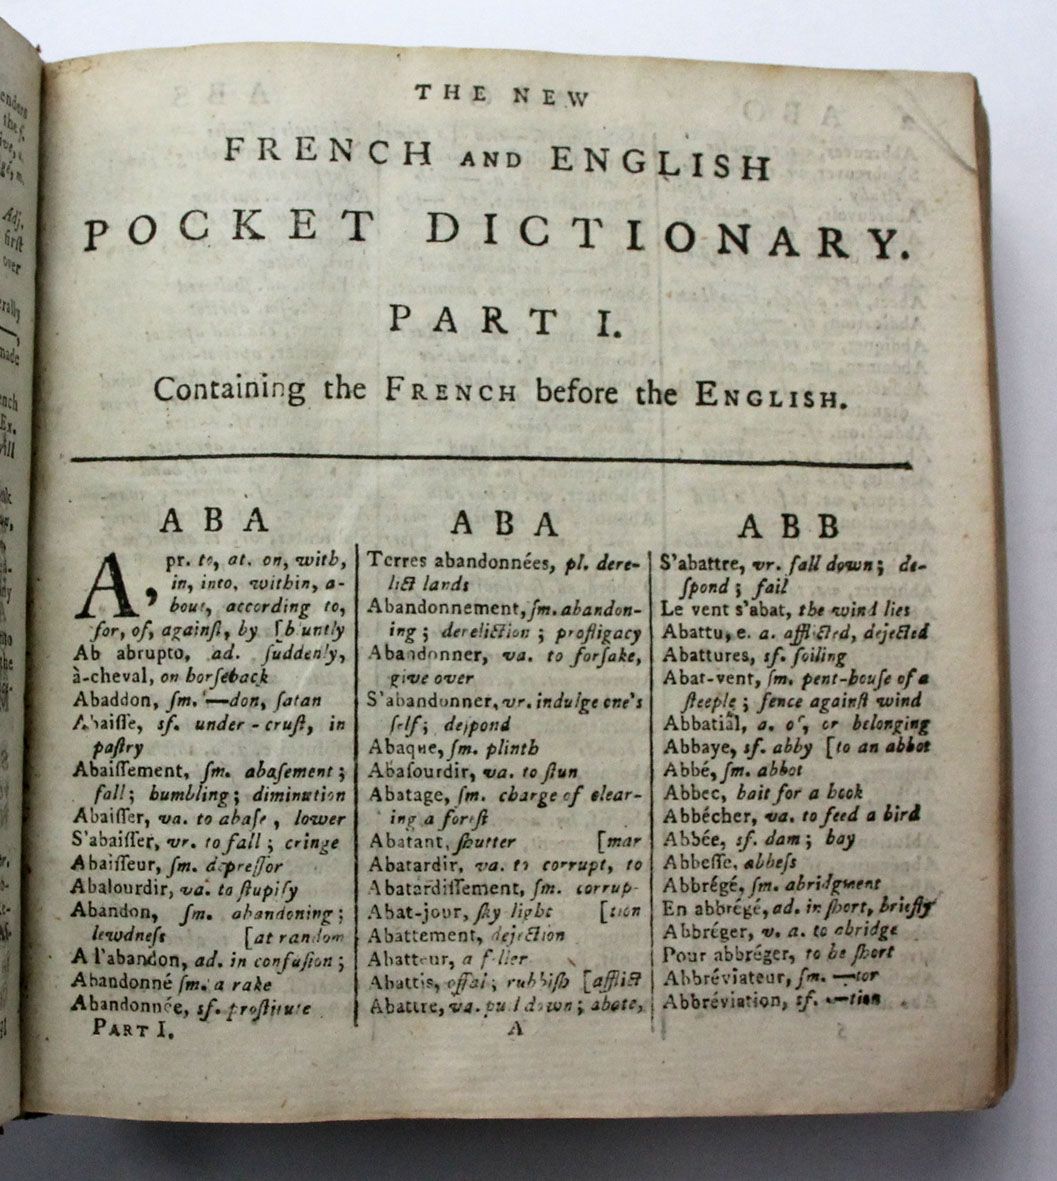 THE NEW
FRENCH AND ENGLISH
POCKET DICTIONARY.
PART I.
Containing the FRENCH before the ENGLISH.
ABA
A, pr. to, at, on, with,
in, into, within, a-
bout, according to,
for, of, againſt, by [bluntly
Ab abrupto, ad. ſuddenly,
à-cheval, on horſeback
Abaddon, ſm. —don, ſatan
Abaiſſe, sf. under-cruſt, in
paſtry
Abaiſſement, ſm. abaſement;
fall; humbling; diminution
Abaiſſer, va. to abaſe, lower
S'abaiſſer, vr. to fall; cringe
Abaiſſeur, ſm. depreſſor
Abalourdir, va. to ſtupify
Abandon, ſm. abandoning;
lewdneſs [at random
A l'abandon, ad. in confuſion;
Abandonné ſm. a rake
Abandonnée, sf. proſtitute
PART I.
ABA
Terres abandonnées, pl. dere-
lict lands
Abandonnement, ſm. abandon-
ing; dereliction; profligacy
Abandonner, va. to forſake,
give over
S'abandonner, vr. indulge one's
ſelf; deſpond
Abaque, ſm. plinth
Abaſourdir, va. to ſtun
Abatage, ſm. charge of clear-
ing a foreſt
Abatant, ſhutter [mar
Abatardir, va. to corrupt, to
Abatardiſſement, ſm. corrup-
Abat-jour, ſky light [tion
Abattement, dejection
Abatteur, a feller
Abattis, offal; rubbiſh [afflict
Abattre, va. pull down; abate,
A
ABB
S'abattre, vr. fall down; de-
ſpond; fail
Le vent s'abat, the wind lies
Abattu, e. a. afflicted, dejected
Abattures, sf. foiling
Abat-vent, ſm. pent-houſe of a
ſteeple; fence againſt wind
Abbatial, a. of, or belonging
Abbaye, sf. abby [to an abbot
Abbé, ſm. abbot
Abbec, bait for a hook
Abbécher, va. to feed a bird
Abbée, sf. dam; bay
Abbeſſe, abbeſs
Abbrégé, ſm. abridgment
En abbrégé, ad. in ſhort, briefly
Abbréger, v. a. to abridge
Pour abbréger, to be ſhort
Abbréviateur, ſm. —tor
Abbréviation, sf. —tion